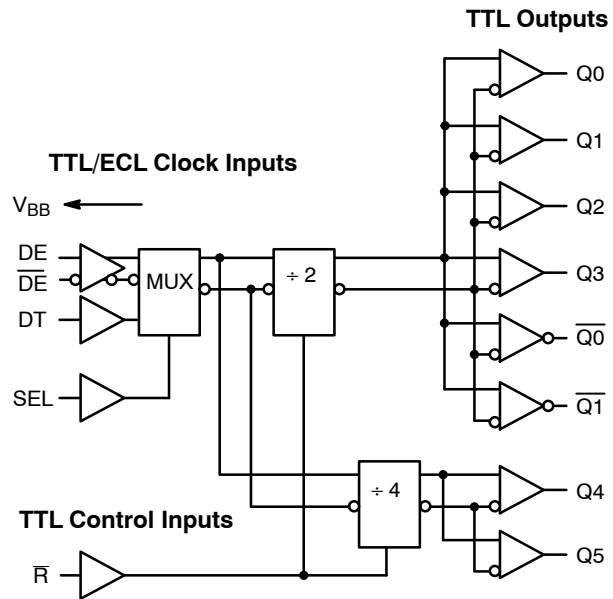 TTL Outputs
Q0
Q1
TTL/ECL Clock Inputs
V_BB
Q2
DE
D̅E̅
MUX
÷ 2
Q3
DT
Q̅0̅
SEL
Q̅1̅
÷ 4
Q4
TTL Control Inputs
R̅
Q5